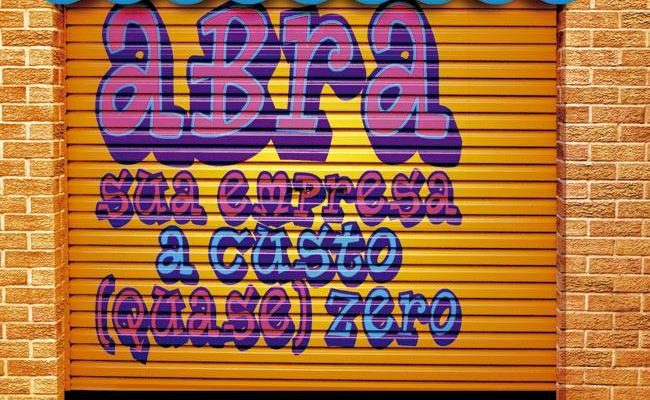 aBra
sua empresa
a custo
(quase) zero